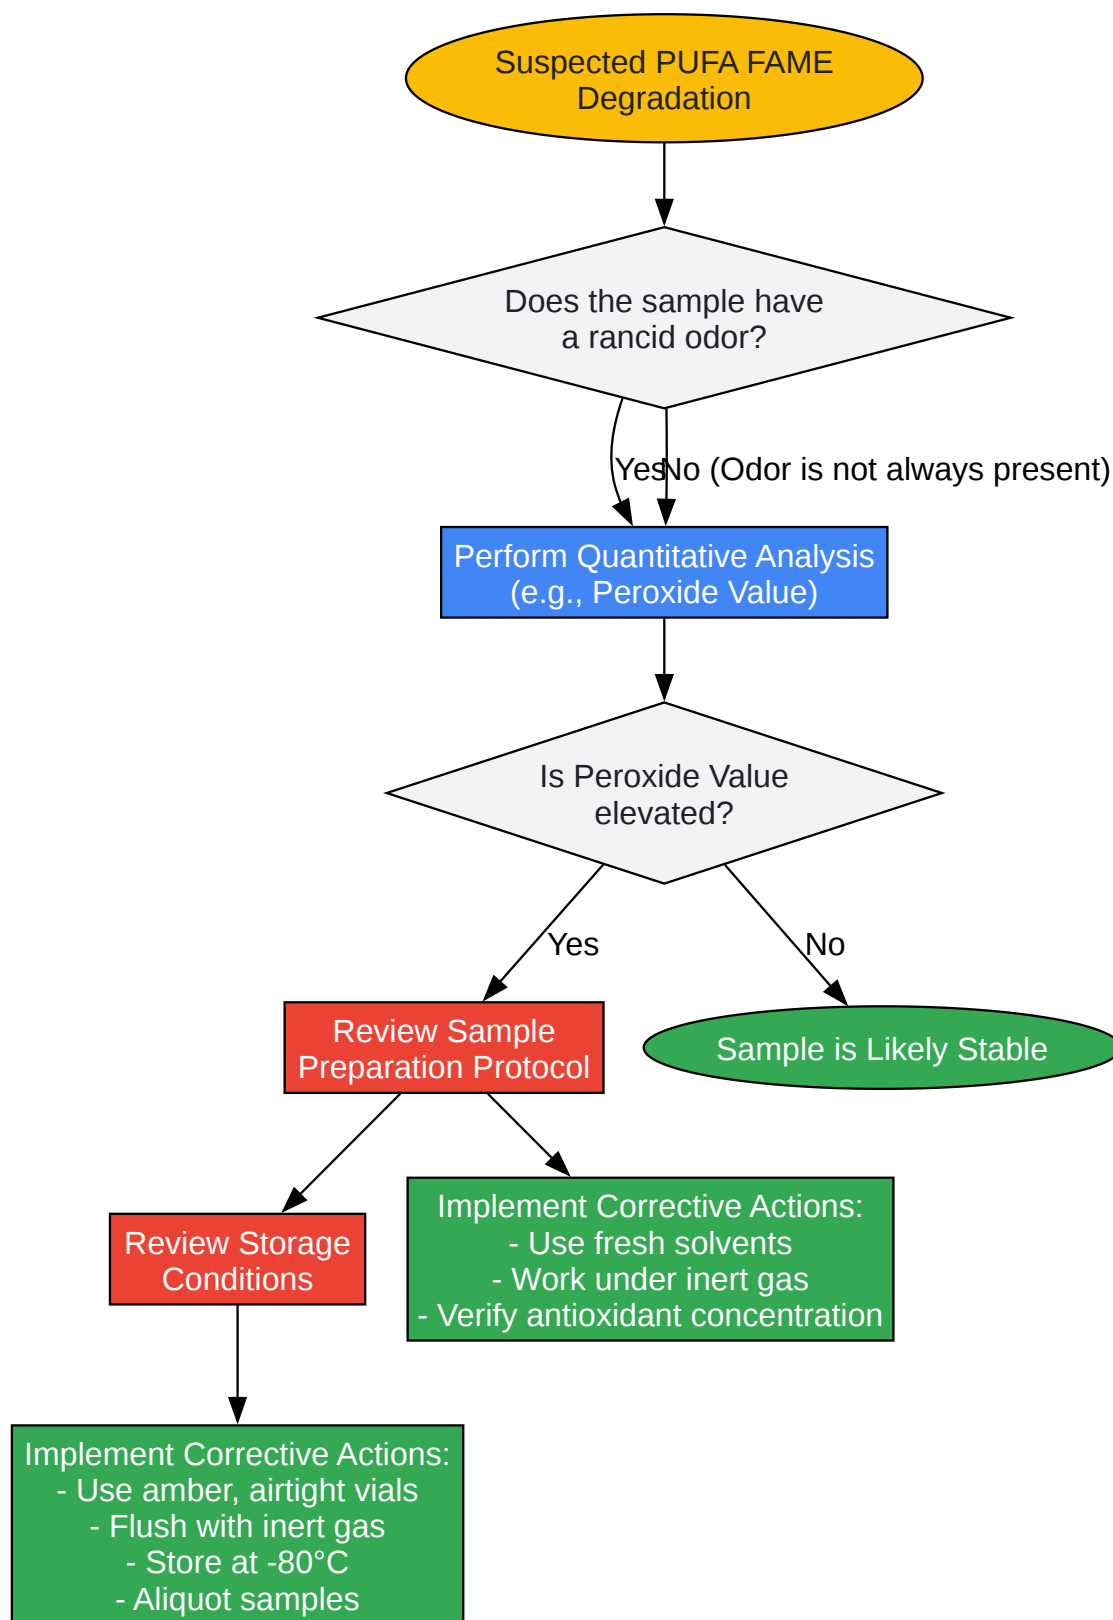 Suspected PUFA FAME
Degradation
Does the sample have
a rancid odor?
Yes
No (Odor is not always present)
Perform Quantitative Analysis
(e.g., Peroxide Value)
Is Peroxide Value
elevated?
Yes
No
Review Sample
Preparation Protocol
Sample is Likely Stable
Review Storage
Conditions
Implement Corrective Actions:
- Use fresh solvents
- Work under inert gas
- Verify antioxidant concentration
Implement Corrective Actions:
- Use amber, airtight vials
- Flush with inert gas
- Store at -80°C
- Aliquot samples